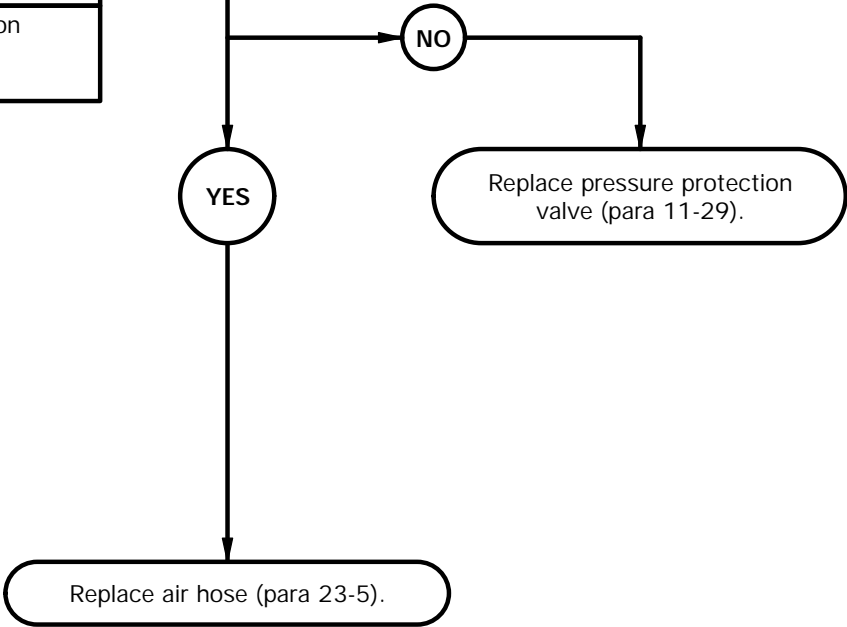 on
NO
YES
Replace pressure protection
valve (para 11-29).
Replace air hose (para 23-5).